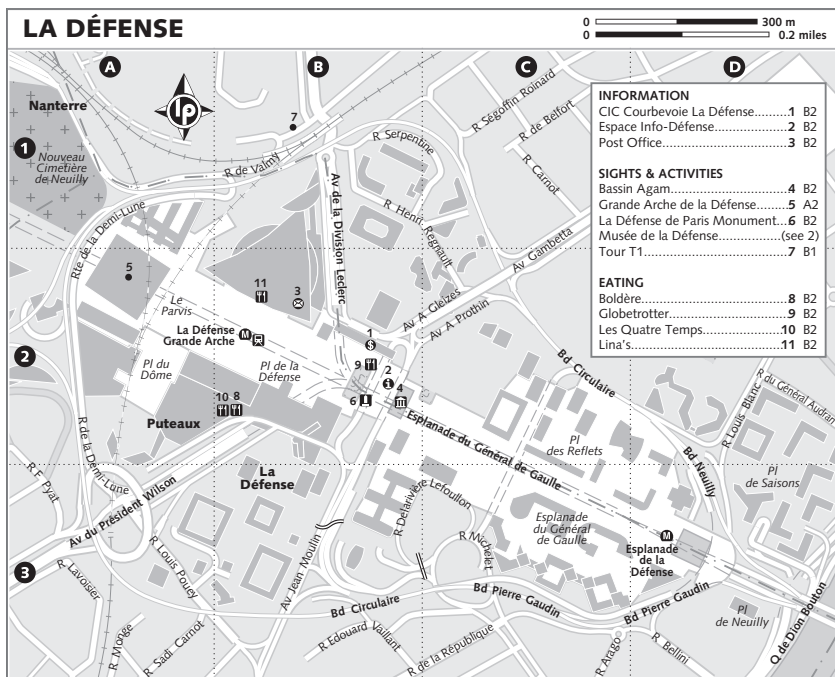 LA DÉFENSE
0 300 m
0 0.2 miles
A
B
C
D
1
2
3
INFORMATION
CIC Courbevoie La Défense........1 B2
Espace Info-Défense..................2 B2
Post Office.................................3 B2
SIGHTS & ACTIVITIES
Bassin Agam..............................4 B2
Grande Arche de la Défense.......5 A2
La Défense de Paris Monument...6 B2
Musée de la Défense.............(see 2)
Tour T1......................................7 B1
EATING
Boldère......................................8 B2
Globetrotter..............................9 B2
Les Quatre Temps....................10 B2
Lina's.......................................11 B2
Nanterre
Nouveau
Cimetière
de Neuilly
LP
7
R de Valmy
R Serpentine
R Ségoffin Roinard
R de Belfort
R Carnot
R Henri Regnault
Av de la Division Leclerc
Rte de la Demi-Lune
Av Gambetta
Av A Gleizes
Av A Prothin
5
11
3
Le
Parvis
La Défense
Grande Arche
M
1
$
9
2
i
4
6
Pl du
Dôme
Pl de la
Défense
10 8
Puteaux
Bd Circulaire
R du Général Audran
R Louis Blanc
Esplanade du Général de Gaulle
Pl
des Reflets
Bd Neuilly
Pl
de Saisons
R de la Demi-Lune
R F Pyat
Av du Président Wilson
La
Défense
R Delarivière Lefoullon
R Michelet
Esplanade
du Général
de Gaulle
M
Esplanade
de la
Défense
R Louis Pouey
Av Jean Moulin
R Lavoisier
R Monge
R Sadi Carnot
Bd Circulaire
Bd Pierre Gaudin
Bd Pierre Gaudin
R Edouard Vaillant
R de la République
R Arago
R Bellini
Pl
de Neuilly
Q de Dion Bouton